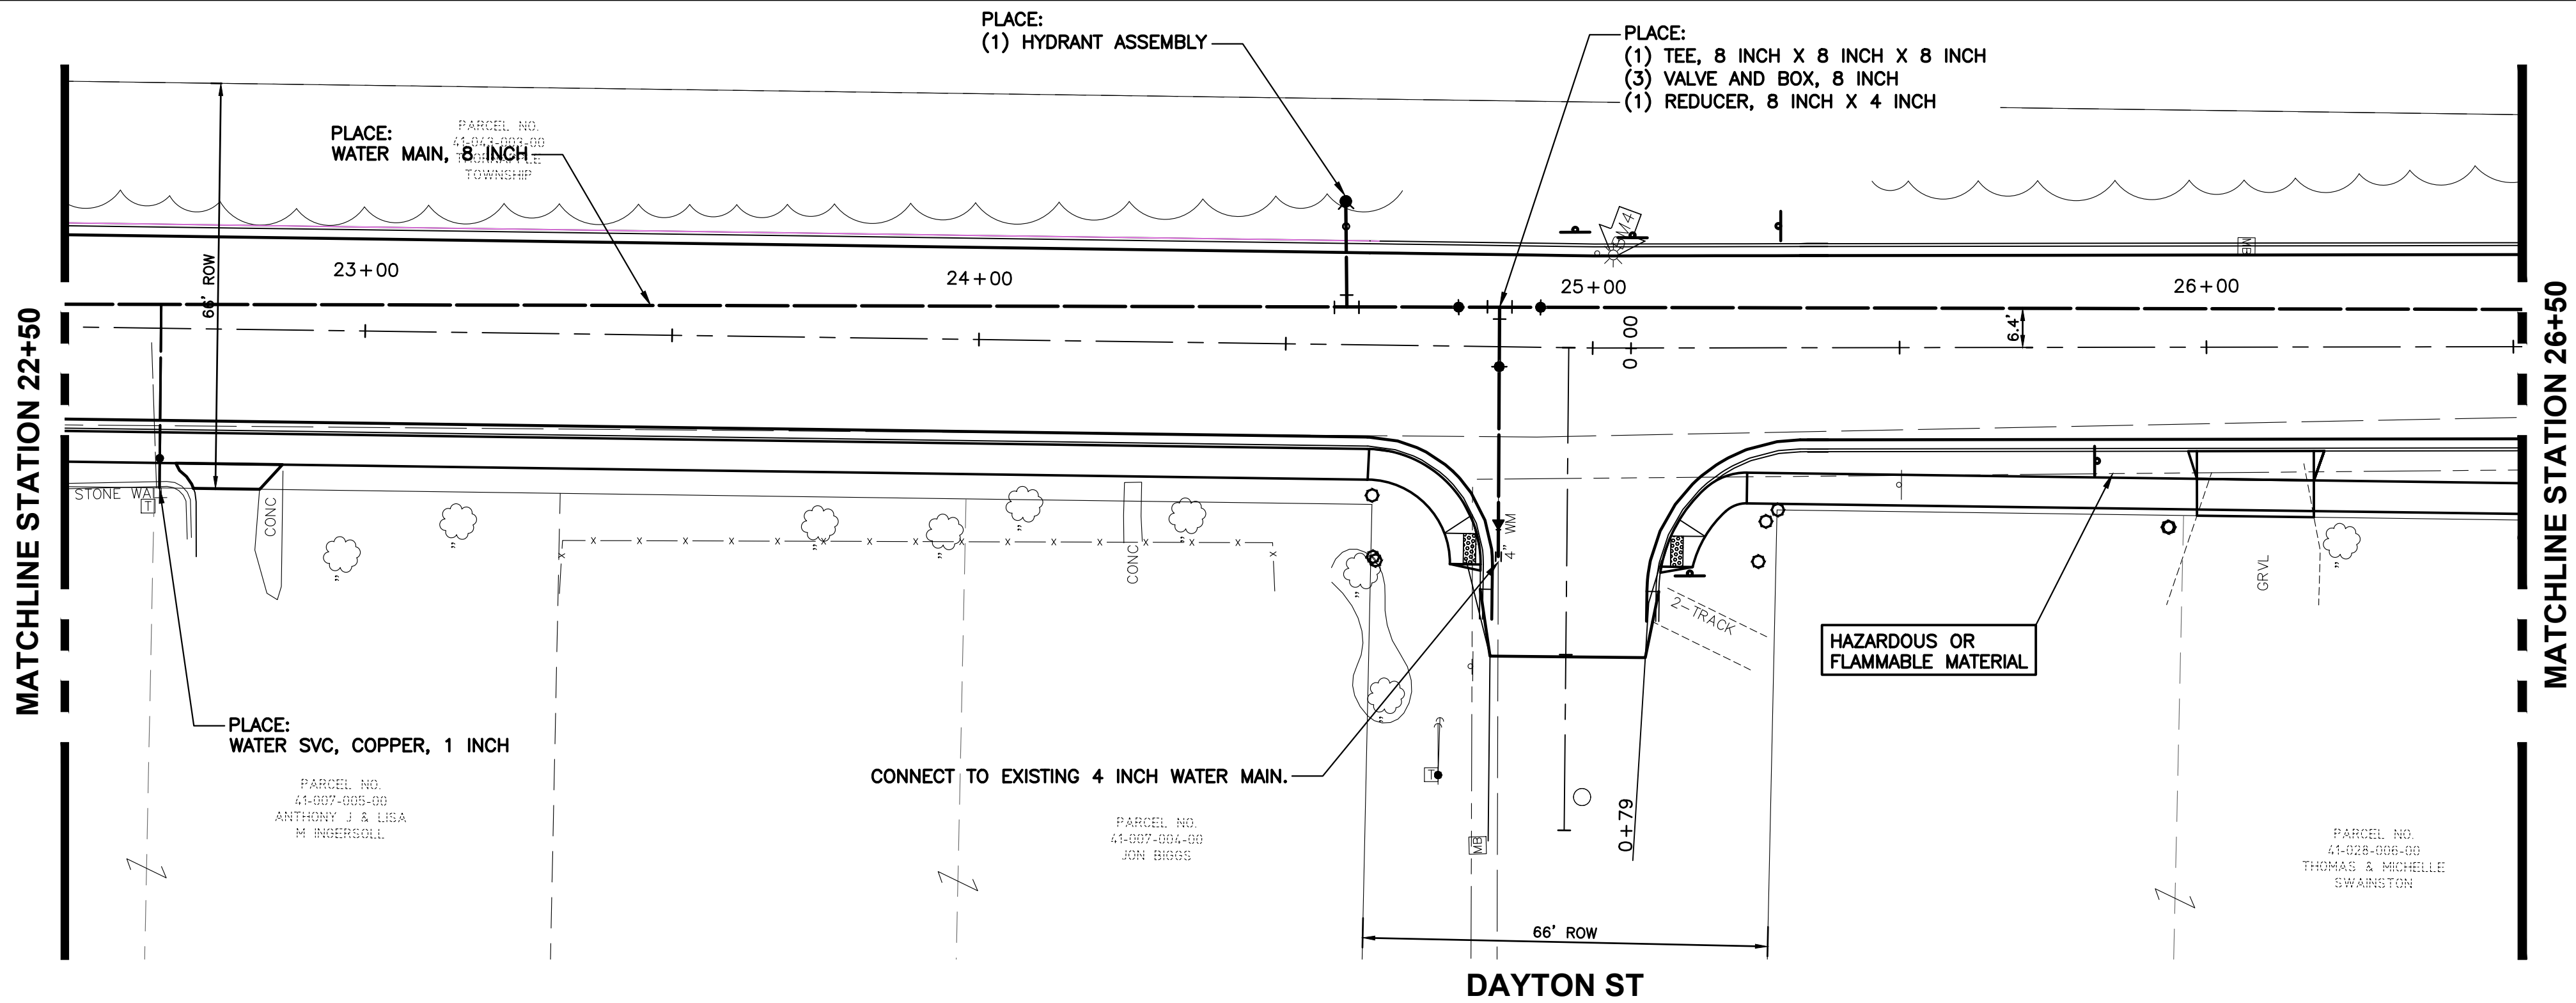 PLACE:
(1) HYDRANT ASSEMBLY
PLACE:
(1) TEE, 8 INCH X 8 INCH X 8 INCH
(3) VALVE AND BOX, 8 INCH
(1) REDUCER, 8 INCH X 4 INCH
PLACE:
WATER MAIN, 8 INCH
PARCEL NO.
TOWNSHIP
66' ROW
23+00
24+00
25+00
26+00
MB
0+00
6.4'
MATCHLINE STATION 22+50
MATCHLINE STATION 26+50
STONE WAL
T
CONC
CONC
4" WM
2-TRACK
GRVL
HAZARDOUS OR
FLAMMABLE MATERIAL
PLACE:
WATER SVC, COPPER, 1 INCH
CONNECT TO EXISTING 4 INCH WATER MAIN.
T
MB
0+79
PARCEL NO.
41-007-005-00
ANTHONY J & LISA
M INGERSOLL
PARCEL NO.
41-007-004-00
JON BIGGS
PARCEL NO.
41-028-006-00
THOMAS & MICHELLE
SWAINSTON
66' ROW
DAYTON ST